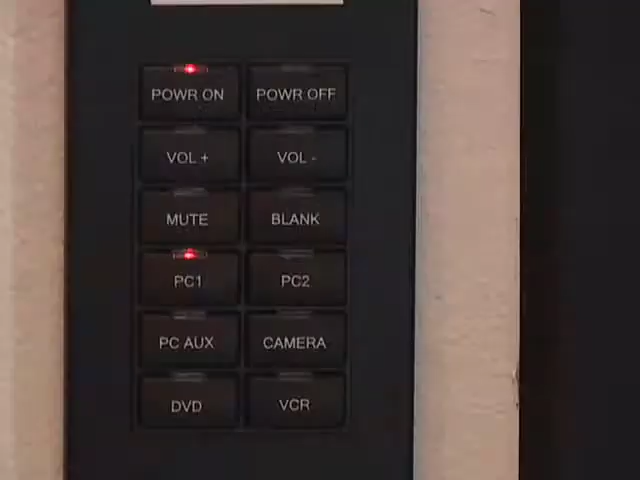 POWR ON POWR OFF
VOL + VOL -
MUTE BLANK
PC1 PC2
PC AUX CAMERA
DVD VCR